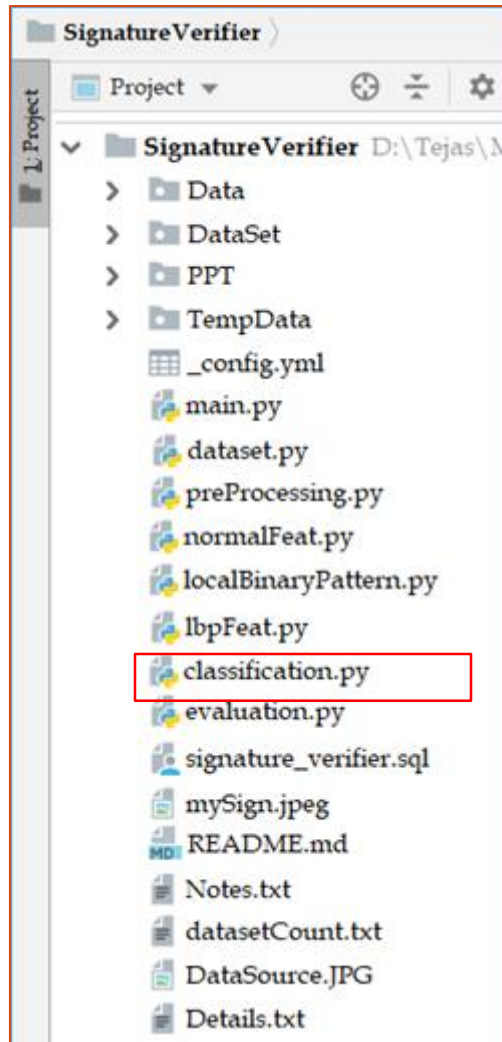 SignatureVerifier
Project
1: Project
SignatureVerifier D:\Tejas\
Data
DataSet
PPT
TempData
_config.yml
main.py
dataset.py
preProcessing.py
normalFeat.py
localBinaryPattern.py
lbpFeat.py
classification.py
evaluation.py
signature_verifier.sql
mySign.jpeg
MD README.md
Notes.txt
datasetCount.txt
DataSource.JPG
Details.txt